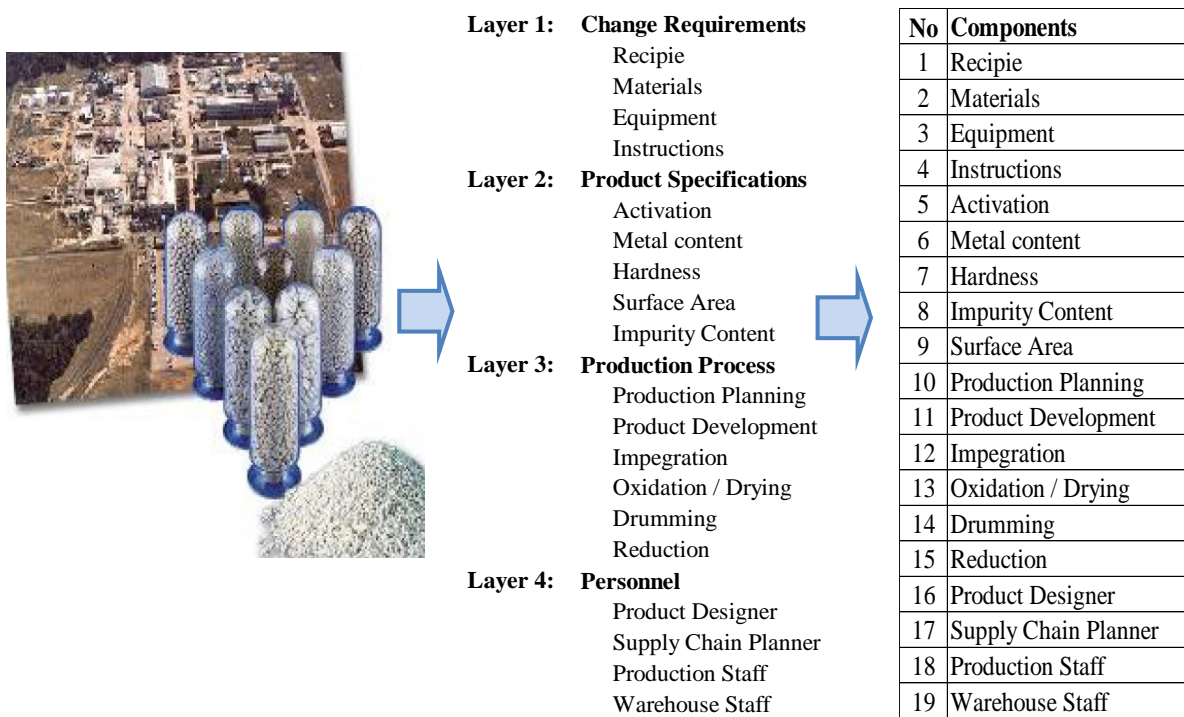 Layer 1: Change Requirements
Recipie
Materials
Equipment
Instructions
Layer 2: Product Specifications
Activation
Metal content
Hardness
Surface Area
Impurity Content
Layer 3: Production Process
Production Planning
Product Development
Impegration
Oxidation / Drying
Drumming
Reduction
Layer 4: Personnel
Product Designer
Supply Chain Planner
Production Staff
Warehouse Staff
No Components
1 Recipie
2 Materials
3 Equipment
4 Instructions
5 Activation
6 Metal content
7 Hardness
8 Impurity Content
9 Surface Area
10 Production Planning
11 Product Development
12 Impegration
13 Oxidation / Drying
14 Drumming
15 Reduction
16 Product Designer
17 Supply Chain Planner
18 Production Staff
19 Warehouse Staff